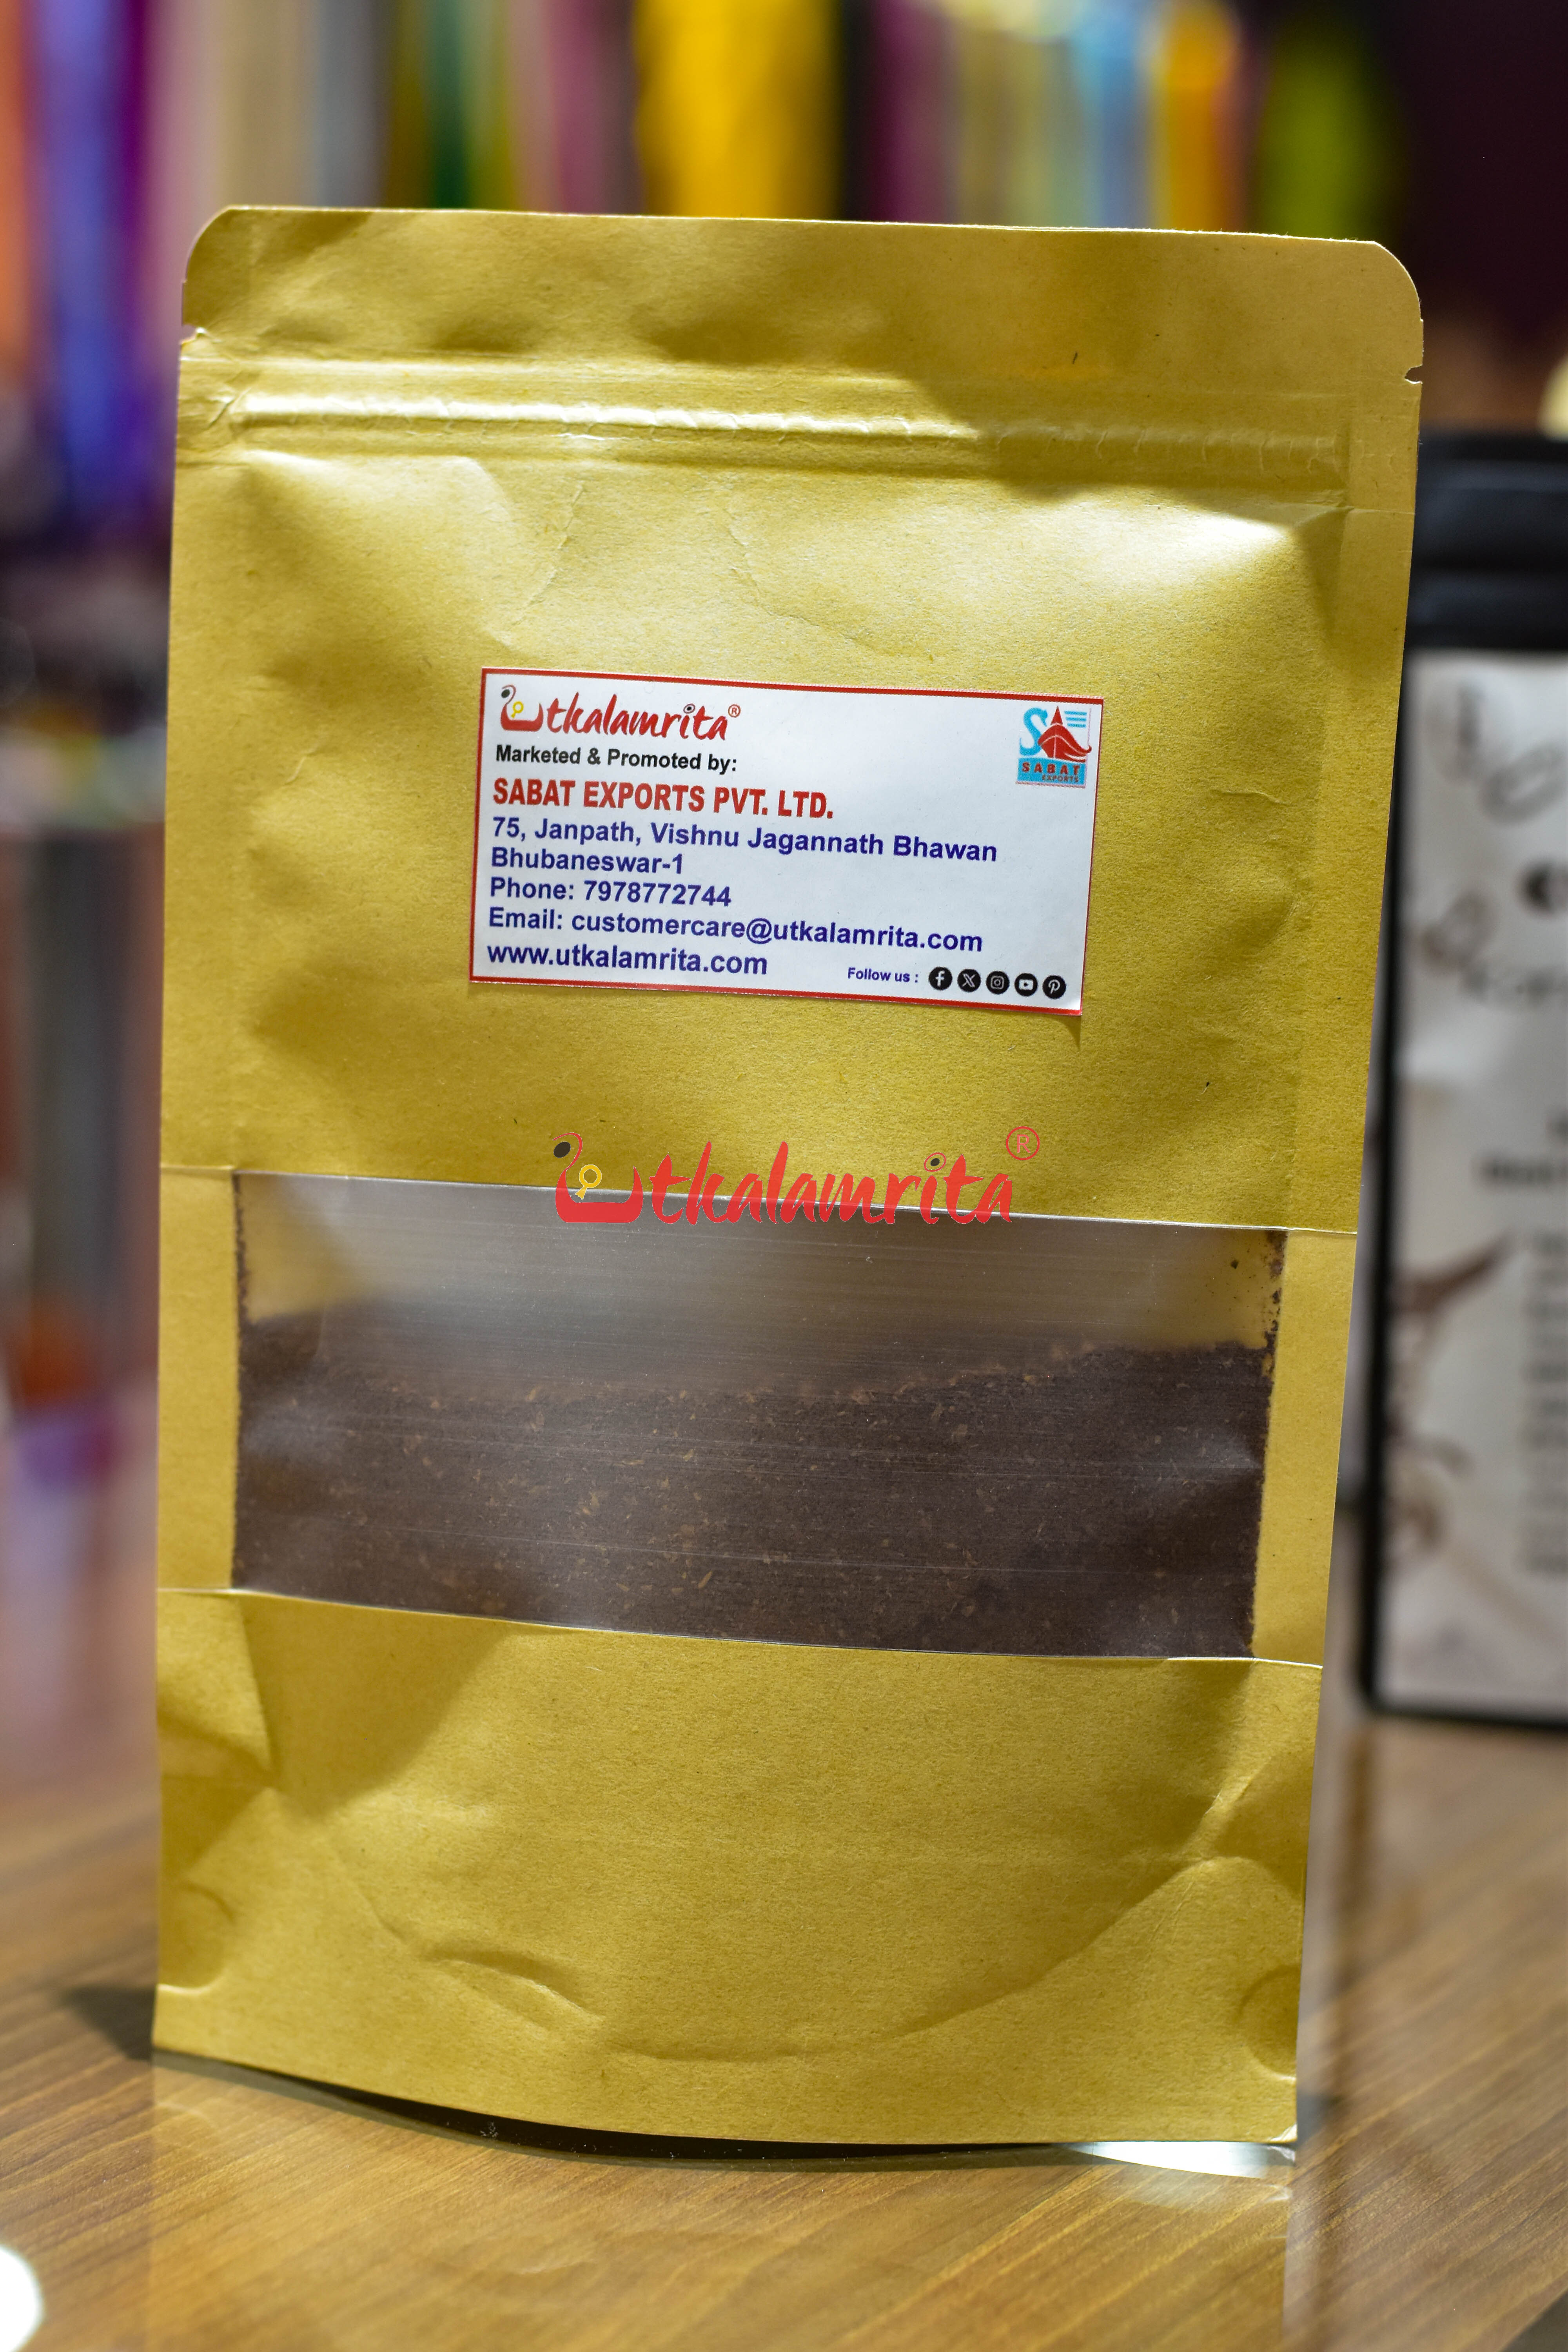 Utkalamrita®
Marketed & Promoted by:
SABAT EXPORTS PVT. LTD.
75, Janpath, Vishnu Jagannath Bhawan
Bhubaneswar-1
Phone: 7978772744
Email: customercare@utkalamrita.com
www.utkalamrita.com
Follow us :
SABAT
EXPORTS
Utkalamrita®